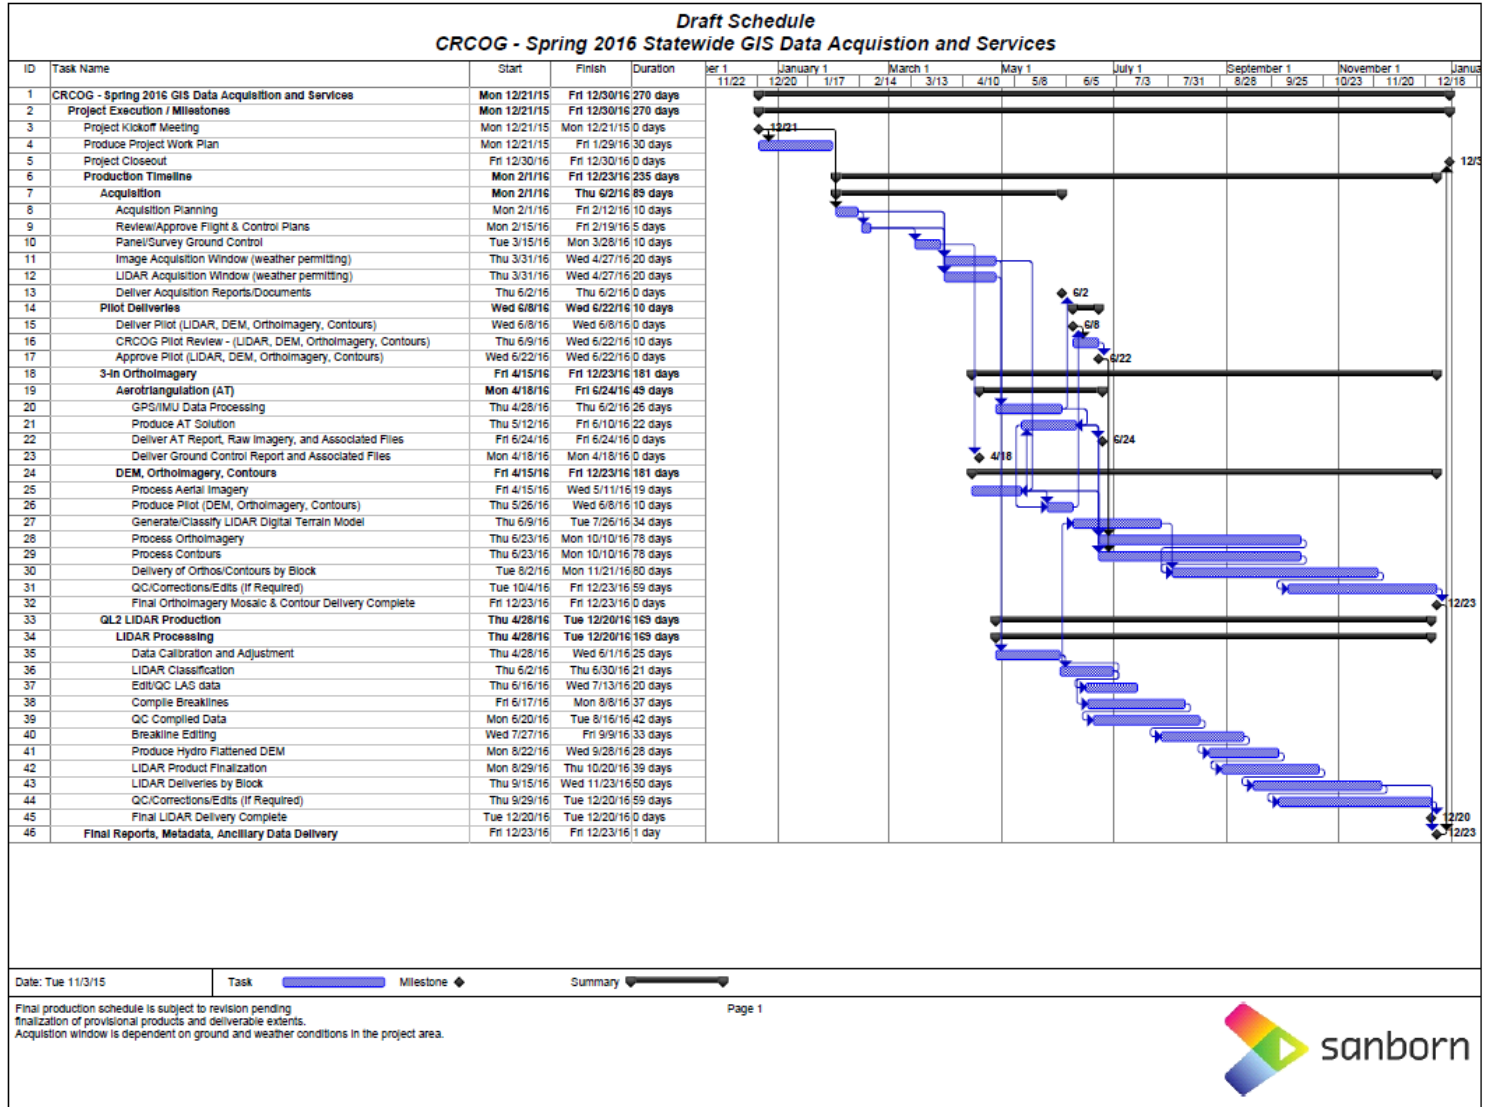 Draft Schedule
CRCOG - Spring 2016 Statewide GIS Data Acquistion and Services
ID Task Name Start Finish Duration
er 1 January 1 March 1 May 1 July 1 September 1 November 1 Janua
11/22 12/20 1/17 2/14 3/13 4/10 5/8 6/5 7/3 7/31 8/28 9/25 10/23 11/20 12/18
1 CRCOG - Spring 2016 GIS Data Acquisition and Services Mon 12/21/15 Fri 12/30/16 270 days
2 Project Execution / Milestones Mon 12/21/15 Fri 12/30/16 270 days
3 Project Kickoff Meeting Mon 12/21/15 Mon 12/21/15 0 days 12/21
4 Produce Project Work Plan Mon 12/21/15 Fri 1/29/16 30 days
5 Project Closeout Fri 12/30/16 Fri 12/30/16 0 days 12/3
6 Production Timeline Mon 2/1/16 Fri 12/23/16 235 days
7 Acquisition Mon 2/1/16 Thu 6/2/16 89 days
8 Acquisition Planning Mon 2/1/16 Fri 2/12/16 10 days
9 Review/Approve Flight & Control Plans Mon 2/15/16 Fri 2/19/16 5 days
10 Panel/Survey Ground Control Tue 3/15/16 Mon 3/28/16 10 days
11 Image Acquisition Window (weather permitting) Thu 3/31/16 Wed 4/27/16 20 days
12 LIDAR Acquisition Window (weather permitting) Thu 3/31/16 Wed 4/27/16 20 days
13 Deliver Acquisition Reports/Documents Thu 6/2/16 Thu 6/2/16 0 days 6/2
14 Pilot Deliveries Wed 6/8/16 Wed 6/22/16 10 days
15 Deliver Pilot (LIDAR, DEM, Orthoimagery, Contours) Wed 6/8/16 Wed 6/8/16 0 days 6/8
16 CRCOG Pilot Review - (LIDAR, DEM, Orthoimagery, Contours) Thu 6/9/16 Wed 6/22/16 10 days
17 Approve Pilot (LIDAR, DEM, Orthoimagery, Contours) Wed 6/22/16 Wed 6/22/16 0 days 6/22
18 3-in Orthoimagery Fri 4/15/16 Fri 12/23/16 181 days
19 Aerotriangulation (AT) Mon 4/18/16 Fri 6/24/16 49 days
20 GPS/IMU Data Processing Thu 4/28/16 Thu 6/2/16 26 days
21 Produce AT Solution Thu 5/12/16 Fri 6/10/16 22 days
22 Deliver AT Report, Raw Imagery, and Associated Files Fri 6/24/16 Fri 6/24/16 0 days 6/24
23 Deliver Ground Control Report and Associated Files Mon 4/18/16 Mon 4/18/16 0 days 4/18
24 DEM, Orthoimagery, Contours Fri 4/15/16 Fri 12/23/16 181 days
25 Process Aerial Imagery Fri 4/15/16 Wed 5/11/16 19 days
26 Produce Pilot (DEM, Orthoimagery, Contours) Thu 5/26/16 Wed 6/8/16 10 days
27 Generate/Classify LIDAR Digital Terrain Model Thu 6/9/16 Tue 7/26/16 34 days
28 Process Orthoimagery Thu 6/23/16 Mon 10/10/16 78 days
29 Process Contours Thu 6/23/16 Mon 10/10/16 78 days
30 Delivery of Orthos/Contours by Block Tue 8/2/16 Mon 11/21/16 80 days
31 QC/Corrections/Edits (If Required) Tue 10/4/16 Fri 12/23/16 59 days
32 Final Orthoimagery Mosaic & Contour Delivery Complete Fri 12/23/16 Fri 12/23/16 0 days 12/23
33 QL2 LIDAR Production Thu 4/28/16 Tue 12/20/16 169 days
34 LIDAR Processing Thu 4/28/16 Tue 12/20/16 169 days
35 Data Calibration and Adjustment Thu 4/28/16 Wed 6/1/16 25 days
36 LIDAR Classification Thu 6/2/16 Thu 6/30/16 21 days
37 Edit/QC LAS data Thu 6/16/16 Wed 7/13/16 20 days
38 Compile Breaklines Fri 6/17/16 Mon 8/8/16 37 days
39 QC Compiled Data Mon 6/20/16 Tue 8/16/16 42 days
40 Breakline Editing Wed 7/27/16 Fri 9/9/16 33 days
41 Produce Hydro Flattened DEM Mon 8/22/16 Wed 9/28/16 28 days
42 LIDAR Product Finalization Mon 8/29/16 Thu 10/20/16 39 days
43 LIDAR Deliveries by Block Thu 9/15/16 Wed 11/23/16 50 days
44 QC/Corrections/Edits (If Required) Thu 9/29/16 Tue 12/20/16 59 days
45 Final LIDAR Delivery Complete Tue 12/20/16 Tue 12/20/16 0 days 12/20
46 Final Reports, Metadata, Ancillary Data Delivery Fri 12/23/16 Fri 12/23/16 1 day 12/23
Date: Tue 11/3/15 Task Milestone Summary
Final production schedule is subject to revision pending
finalization of provisional products and deliverable extents.
Acquistion window is dependent on ground and weather conditions in the project area.
Page 1
sanborn